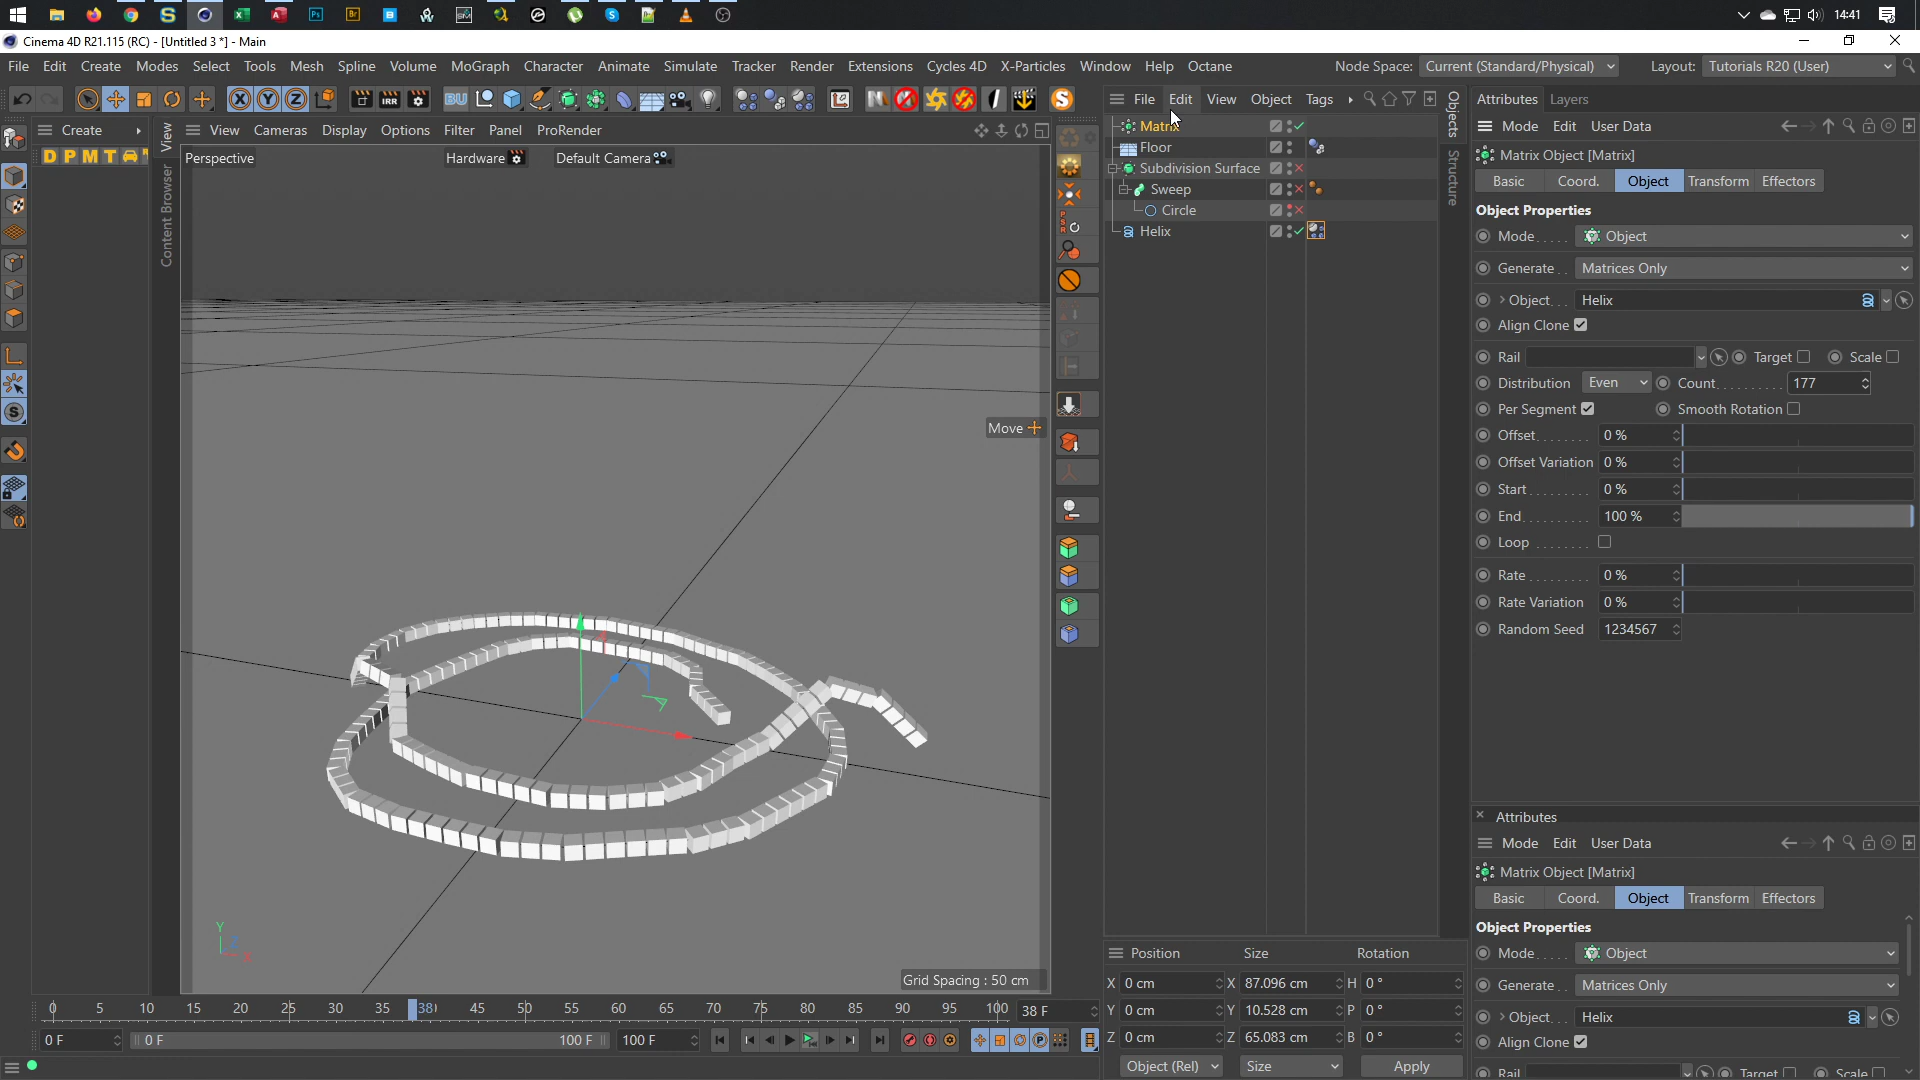 14:41
Cinema 4D R21.115 (RC) - [Untitled 3 *] - Main
File Edit Create Modes Select Tools Mesh Spline Volume MoGraph Character Animate Simulate Tracker Render Extensions Cycles 4D X-Particles Window Help Octane Node Space: Current (Standard/Physical) Layout: Tutorials R20 (User)
File Edit View Object Tags
Attributes Layers
Create
View Cameras Display Options Filter Panel ProRender
Mode Edit User Data
D P M T
View
Content Browser
Objects
Structure
Perspective Hardware Default Camera
Matrix
Floor
Subdivision Surface
Sweep
Circle
Helix
Matrix Object [Matrix]
Basic Coord. Object Transform Effectors
Object Properties
Mode Object
Generate Matrices Only
Object Helix
Align Clone
Rail Target Scale
Distribution Even Count 177
Per Segment Smooth Rotation
Offset 0 %
Offset Variation 0 %
Start 0 %
End 100 %
Loop
Rate 0 %
Rate Variation 0 %
Random Seed 1234567
Move
Y
Z
X
Grid Spacing : 50 cm
Attributes
Mode Edit User Data
Matrix Object [Matrix]
Basic Coord. Object Transform Effectors
Object Properties
Mode Object
Generate Matrices Only
Object Helix
Align Clone
Rail Target Scale
Position Size Rotation
X 0 cm X 87.096 cm H 0 °
Y 0 cm Y 10.528 cm P 0 °
Z 0 cm Z 65.083 cm B 0 °
Object (Rel) Size Apply
0 5 10 15 20 25 30 35 38 45 50 55 60 65 70 75 80 85 90 95 100 38 F
0 F 0 F 100 F 100 F